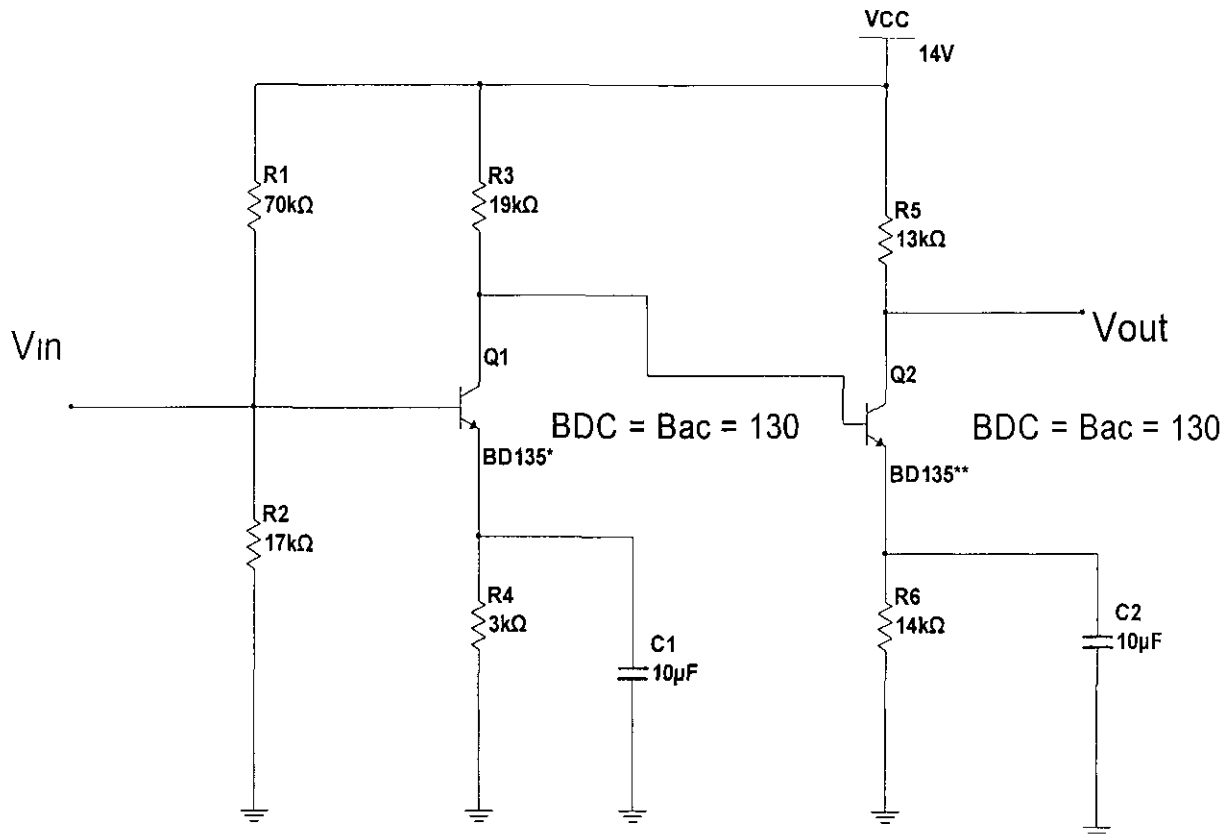 VCC
14V
R1
70kΩ
R3
19kΩ
R5
13kΩ
Vin
Vout
Q1
Q2
BDC = Bac = 130
BDC = Bac = 130
BD135*
BD135**
R2
17kΩ
R4
3kΩ
C1
10µF
R6
14kΩ
C2
10µF